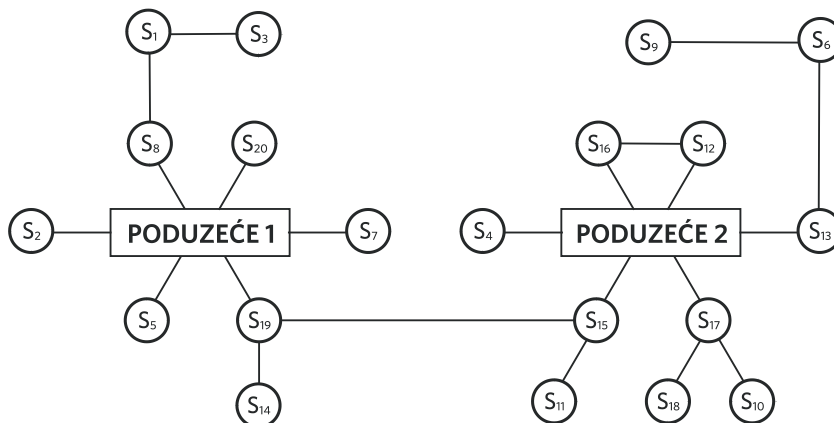 S₁
S₃
S₉
S₆
S₈
S₂₀
S₁₆
S₁₂
S₂
PODUZEĆE 1
S₇
S₄
PODUZEĆE 2
S₁₃
S₅
S₁₉
S₁₅
S₁₇
S₁₄
S₁₁
S₁₈
S₁₀